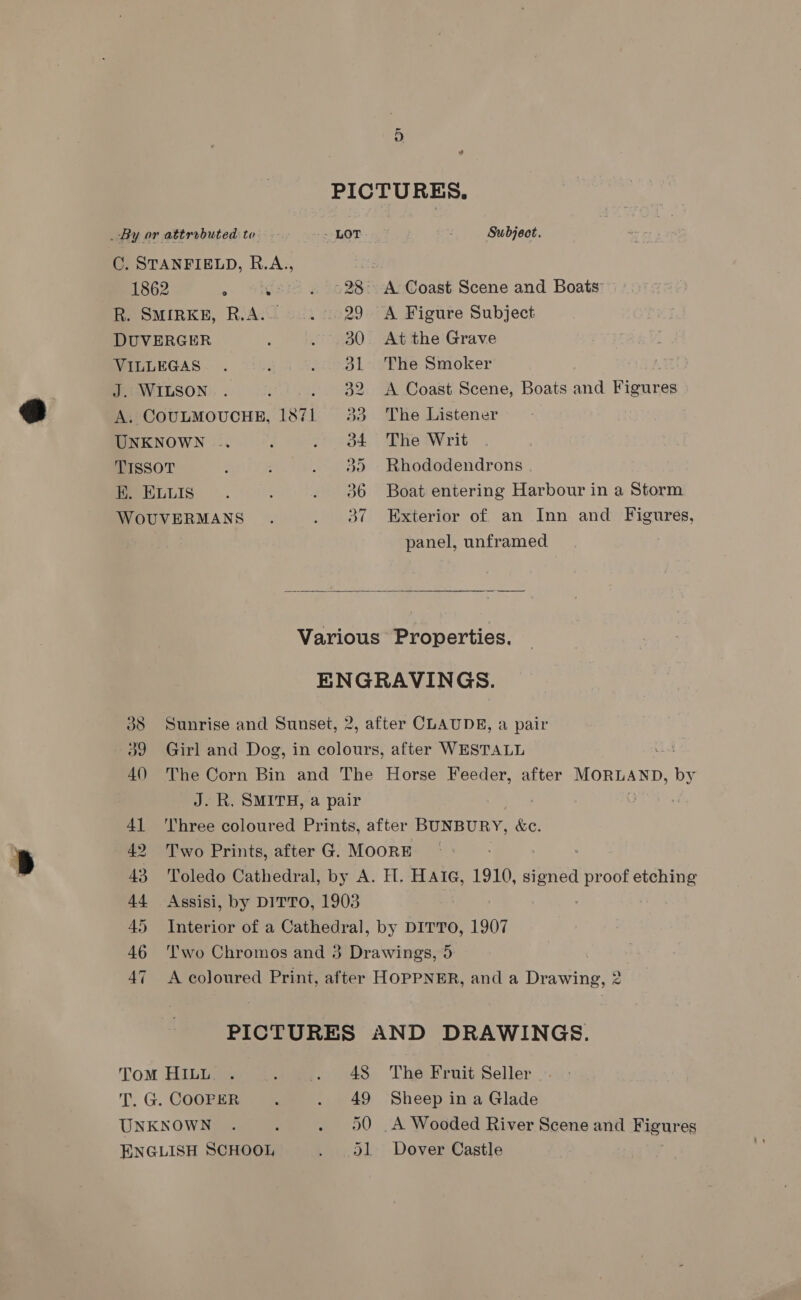 5
PICTURES.
By or attributed to LOT Subject.
C. STANFIELD, R.A.,
1862 . . . 28 A Coast Scene and Boats
R. SMIRKE, R.A. . 29 A Figure Subject
DUVERGER . . 30 At the Grave
VILLEGAS . . . 31 The Smoker
J. WILSON . . . 32 A Coast Scene, Boats and Figures
A. COULMOUCHE, 1871 33 The Listener
UNKNOWN . . . 34 The Writ
TISSOT . . . 35 Rhododendrons
E. ELLIS . . . 36 Boat entering Harbour in a Storm
WOUVERMANS . . 37 Exterior of an Inn and Figures,
panel, unframed
Various Properties.
ENGRAVINGS.
38 Sunrise and Sunset, 2, after CLAUDE, a pair
39 Girl and Dog, in colours, after WESTALL
40 The Corn Bin and The Horse Feeder, after MORLAND, by
J. R. SMITH, a pair
41 Three coloured Prints, after BUNBURY, &c.
42 Two Prints, after G. MOORE
43 Toledo Cathedral, by A. H. HAIG, 1910, signed proof etching
44 Assisi, by DITTO, 1903
45 Interior of a Cathedral, by DITTO, 1907
46 Two Chromos and 3 Drawings, 5
47 A coloured Print, after HOPPNER, and a Drawing, 2
PICTURES AND DRAWINGS.
TOM HILL . . . 48 The Fruit Seller
T. G. COOPER . . 49 Sheep in a Glade
UNKNOWN . . . 50 A Wooded River Scene and Figures
ENGLISH SCHOOL . 51 Dover Castle